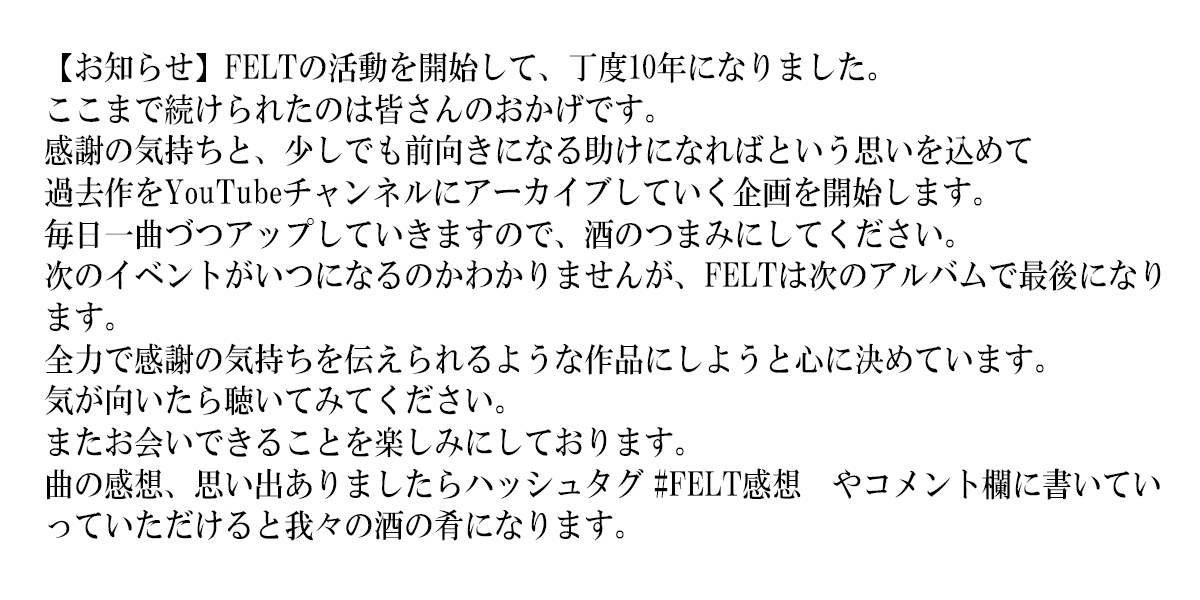 【お知らせ】FELTの活動を開始して、丁度10年になりました。
ここまで続けられたのは皆さんのおかげです。
感謝の気持ちと、少しでも前向きになる助けになればという思いを込めて
過去作をYouTubeチャンネルにアーカイブしていく企画を開始します。
毎日一曲づつアップしていきますので、酒のつまみにしてください。
次のイベントがいつになるのかわかりませんが、FELTは次のアルバムで最後になり
ます。
全力で感謝の気持ちを伝えられるような作品にしようと心に決めています。
気が向いたら聴いてみてください。
またお会いできることを楽しみにしております。
曲の感想、思い出ありましたらハッシュタグ #FELT感想　やコメント欄に書いてい
っていただけると我々の酒の肴になります。